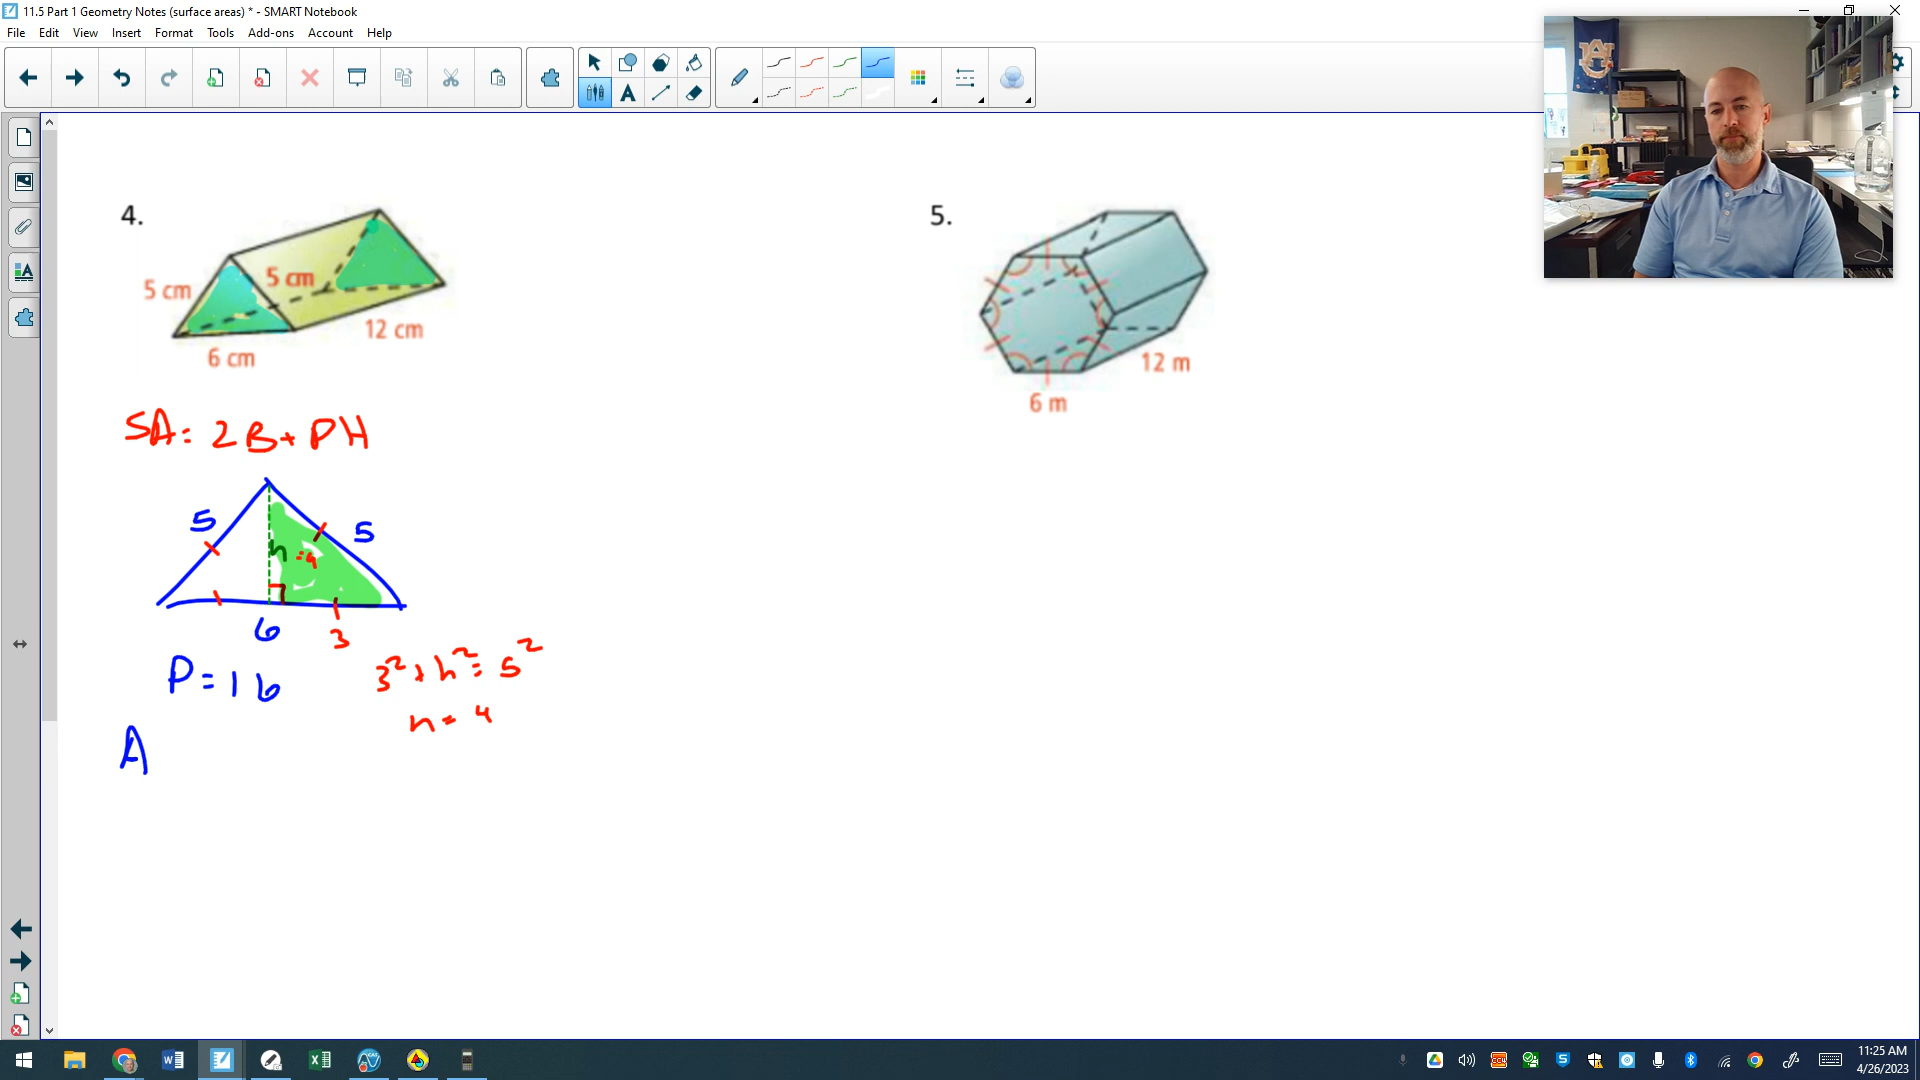 11.5 Part 1 Geometry Notes (surface areas) * - SMART Notebook
File Edit View Insert Format Tools Add-ons Account Help
4.
5 cm
5 cm
12 cm
6 cm
SA = 2B + PH
5
5
h = 4
6
3
P = 16
3² + h² = 5²
h = 4
A
5.
12 m
6 m
11:25 AM
4/26/2023